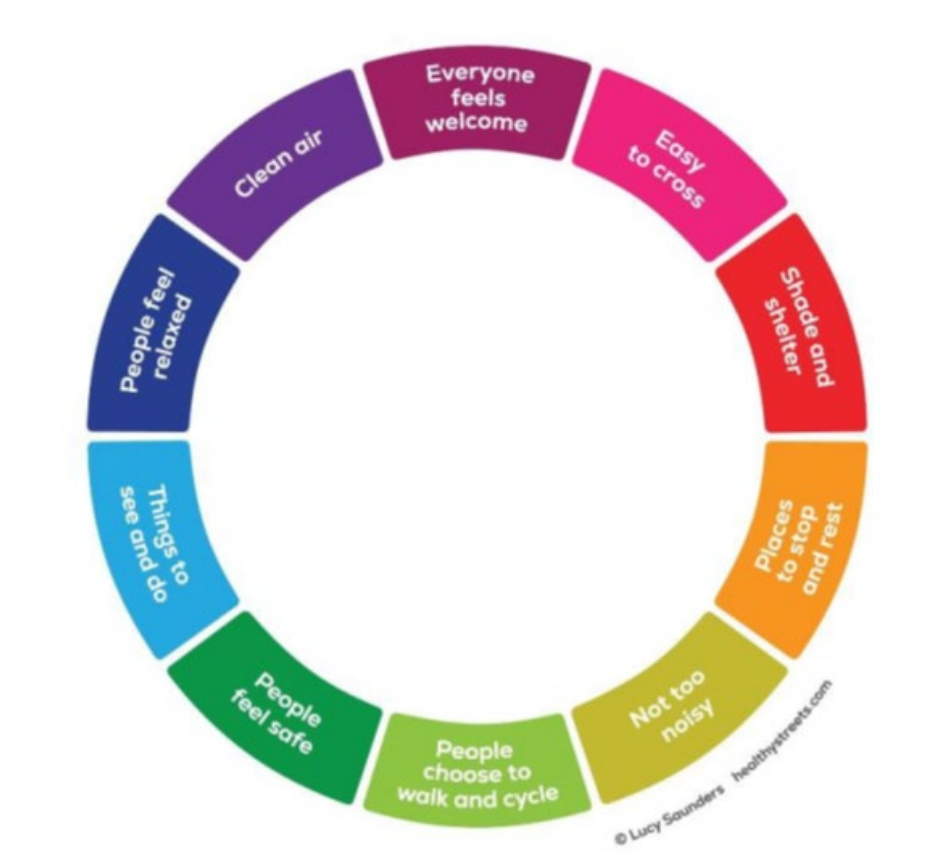 Everyone
feels
welcome
Easy
to cross
Shade and
shelter
Places
to stop
and rest
Not too
noisy
People
choose to
walk and cycle
People
feel safe
Things to
see and do
People feel
relaxed
Clean air
© Lucy Saunders healthystreets.com